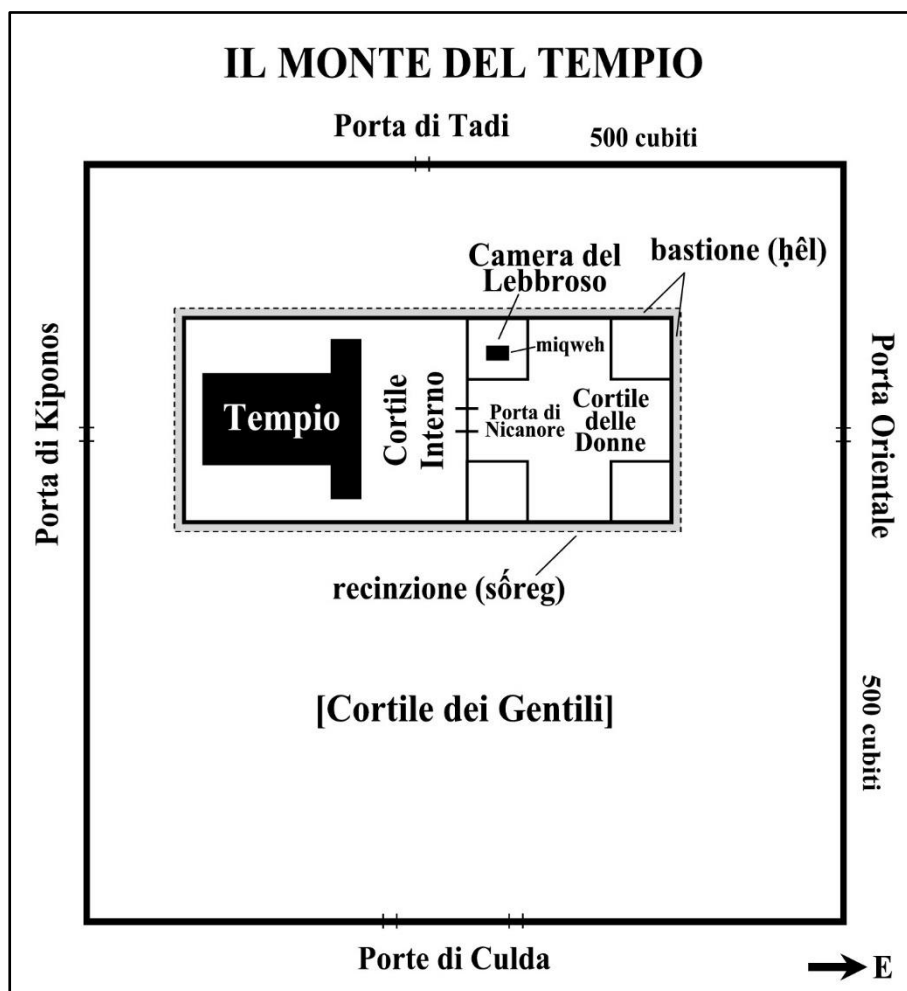 IL MONTE DEL TEMPIO
Porta di Tadi
500 cubiti
Camera del
Lebbroso
bastione (ḥêl)
miqweh
Porta di Kiponos
Tempio
Cortile
Interno
Porta di
Nicanore
Cortile
delle
Donne
Porta Orientale
recinzione (sṓreg)
[Cortile dei Gentili]
500 cubiti
Porte di Culda
E